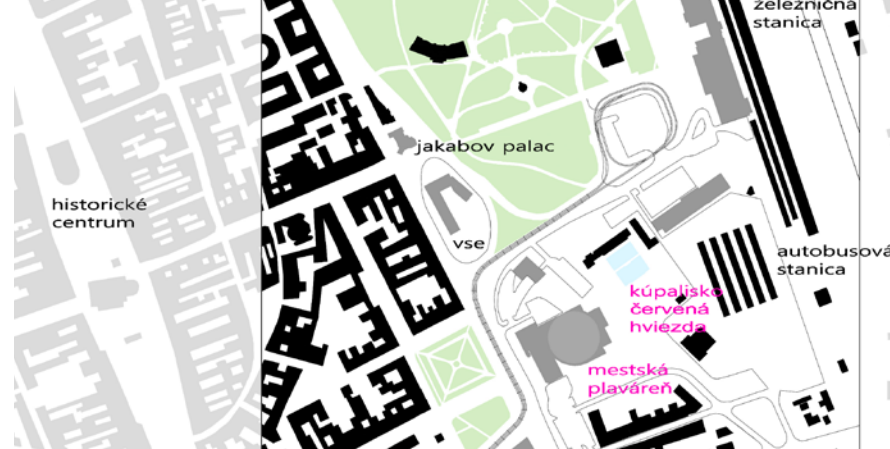 železničná
stanica
jakabov palac
historické
centrum
vse
autobusová
stanica
kúpalisko
červená
hviezda
mestská
plaváreň